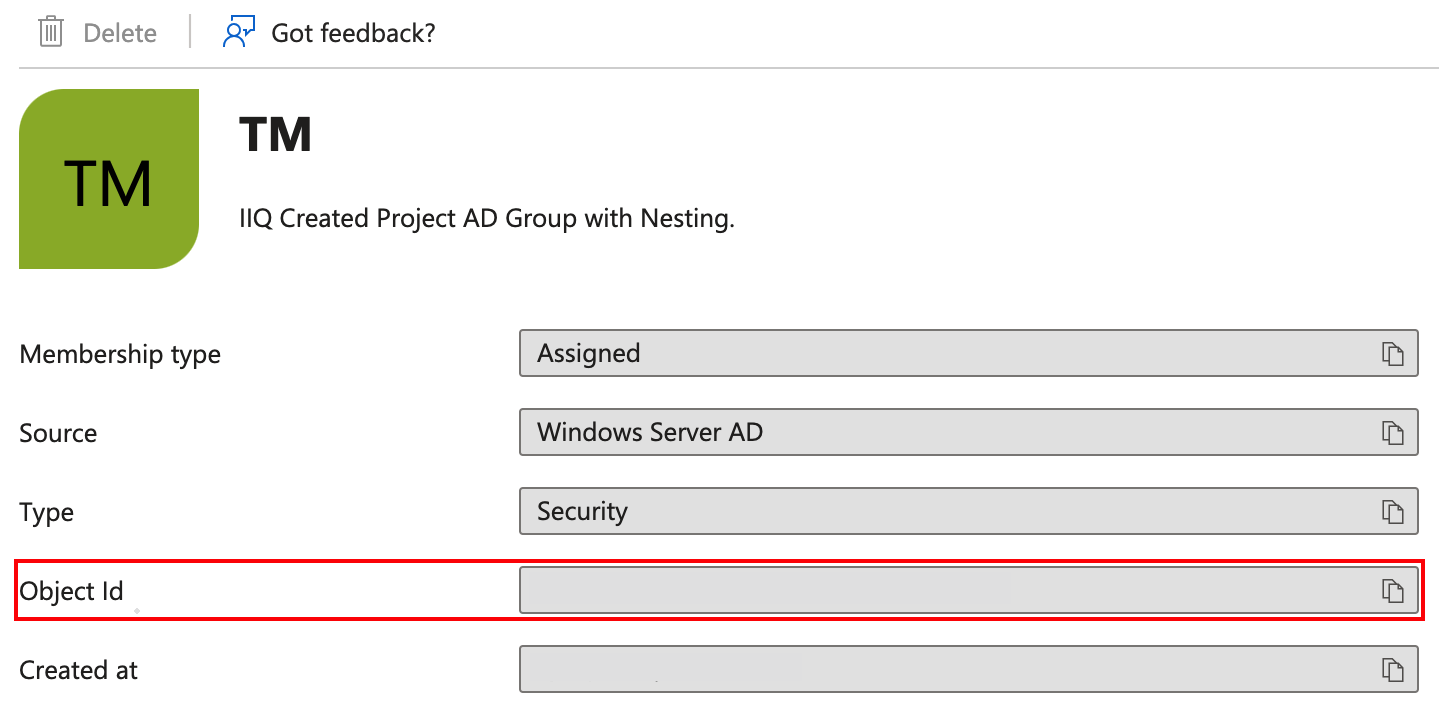 Delete
Got feedback?
TM
TM
IIQ Created Project AD Group with Nesting.
Membership type
Assigned
Source
Windows Server AD
Type
Security
Object Id
Created at